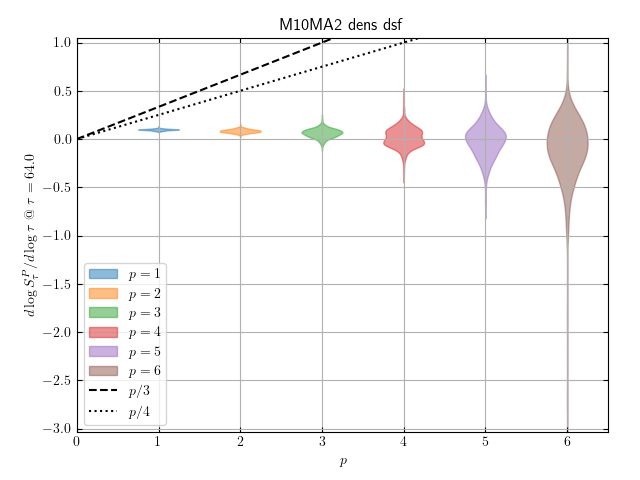 M10MA2 dens dsf
d log S_τ^P / d log τ @ τ = 64.0
1.0
0.5
0.0
−0.5
−1.0
−1.5
−2.0
−2.5
−3.0
p = 1
p = 2
p = 3
p = 4
p = 5
p = 6
p/3
p/4
0 1 2 3 4 5 6
p